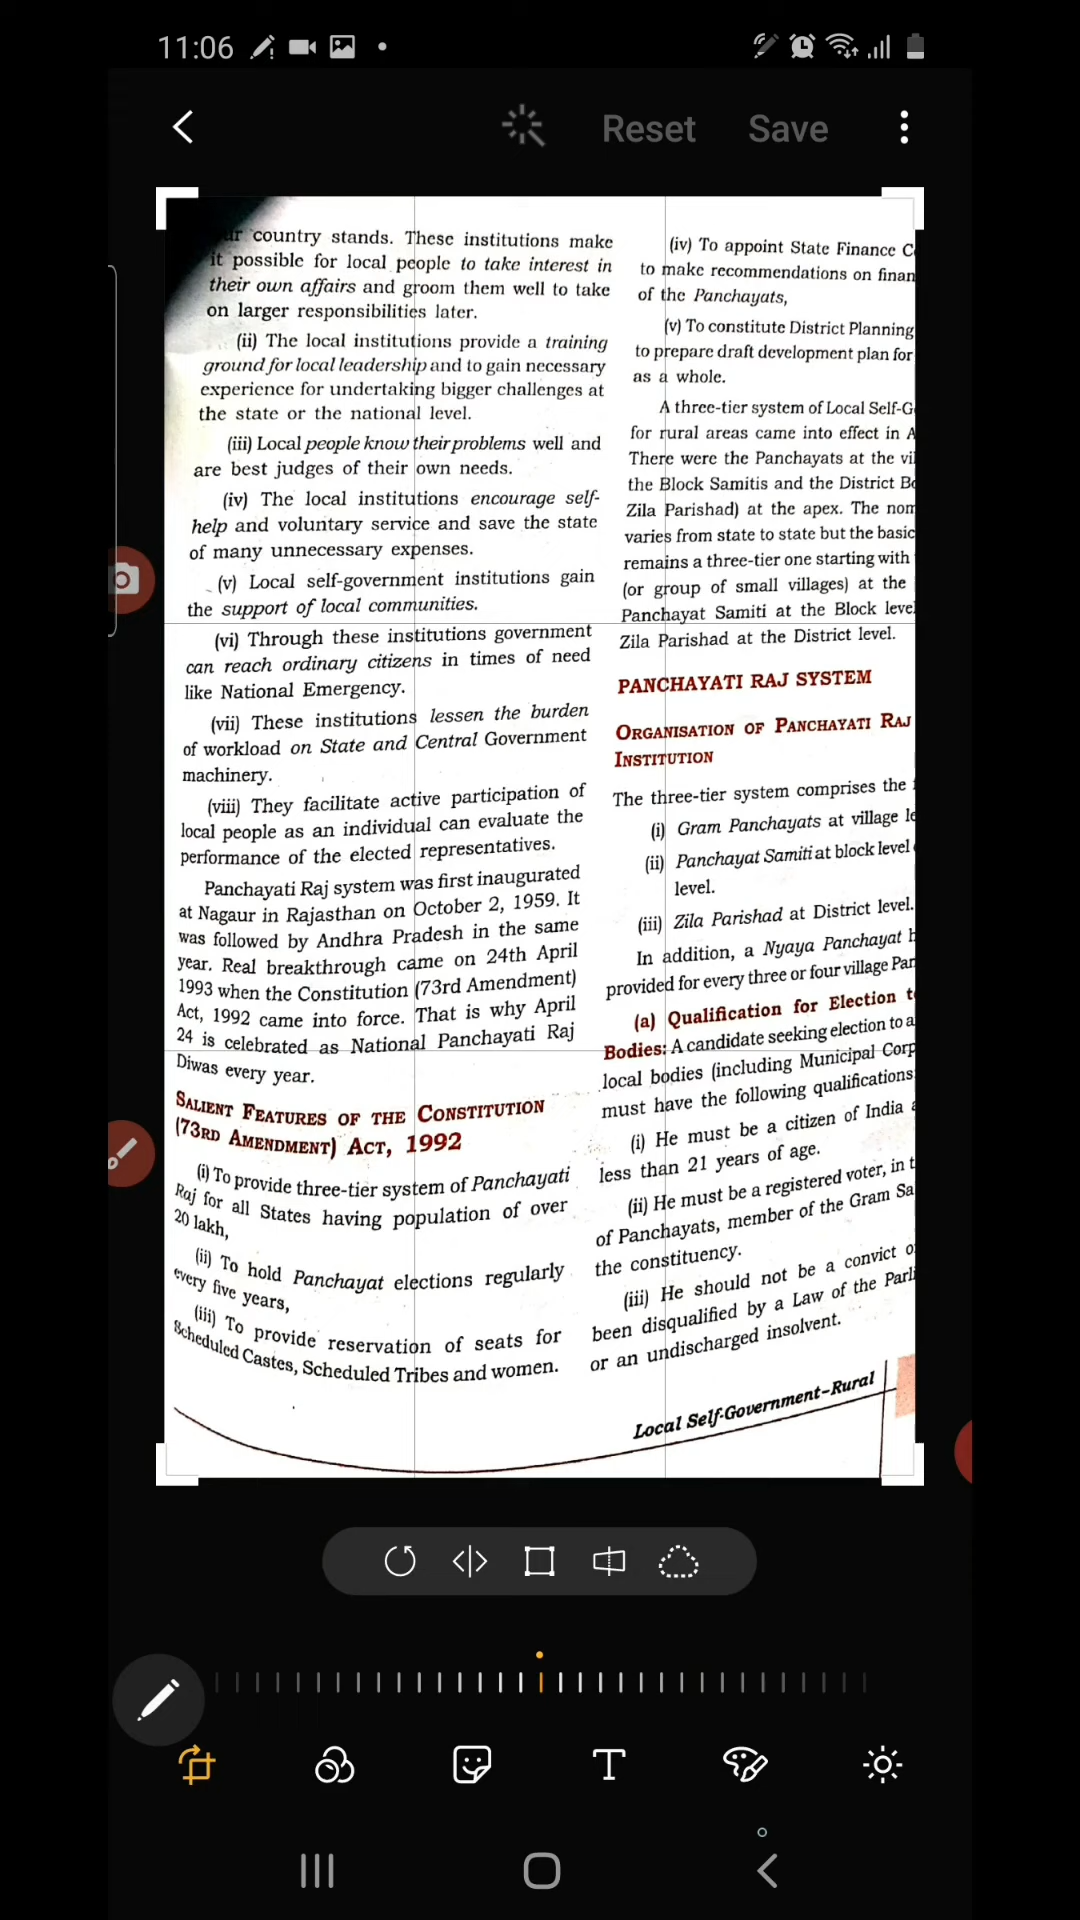 11:06
Reset Save
country stands. These institutions make
it possible for local people to take interest in
their own affairs and groom them well to take
on larger responsibilities later.
(ii) The local institutions provide a training
ground for local leadership and to gain necessary
experience for undertaking bigger challenges at
the state or the national level.
(iii) Local people know their problems well and
are best judges of their own needs.
(iv) The local institutions encourage self-
help and voluntary service and save the state
of many unnecessary expenses.
(v) Local self-government institutions gain
the support of local communities.
(vi) Through these institutions government
can reach ordinary citizens in times of need
like National Emergency.
(vii) These institutions lessen the burden
of workload on State and Central Government
machinery.
(viii) They facilitate active participation of
local people as an individual can evaluate the
performance of the elected representatives.
Panchayati Raj system was first inaugurated
at Nagaur in Rajasthan on October 2, 1959. It
was followed by Andhra Pradesh in the same
year. Real breakthrough came on 24th April
1993 when the Constitution (73rd Amendment)
Act, 1992 came into force. That is why April
24 is celebrated as National Panchayati Raj
Diwas every year.
SALIENT FEATURES OF THE CONSTITUTION
(73RD AMENDMENT) ACT, 1992
(i) To provide three-tier system of Panchayati
Raj for all States having population of over
20 lakh,
(ii) To hold Panchayat elections regularly
every five years,
(iii) To provide reservation of seats for
Scheduled Castes, Scheduled Tribes and women.
(iv) To appoint State Finance
to make recommendations on
of the Panchayats,
(v) To constitute District Planning
to prepare draft development plan for
as a whole.
A three-tier system of Local
for rural areas came into effect in
There were the Panchayats at the
the Block Samitis and the District
Zila Parishad) at the apex. The
varies from state to state but the basic
remains a three-tier one starting with
(or group of small villages) at the
Panchayat Samiti at the Block
Zila Parishad at the District level.
PANCHAYATI RAJ SYSTEM
ORGANISATION OF PANCHAYATI RAJ
INSTITUTION
The three-tier system comprises the
(i) Gram Panchayats at village
(ii) Panchayat Samiti at block level
level.
(iii) Zila Parishad at District level.
In addition, a Nyaya Panchayat
provided for every three or four village
(a) Qualification for Election
Bodies: A candidate seeking election to
local bodies (including Municipal
must have the following qualifications
(i) He must be a citizen of India
less than 21 years of age.
(ii) He must be a registered voter, in
of Panchayats, member of the Gram
the constituency.
(iii) He should not be a convict
been disqualified by a Law of the
or an undischarged insolvent.
Local Self-Government–Rural